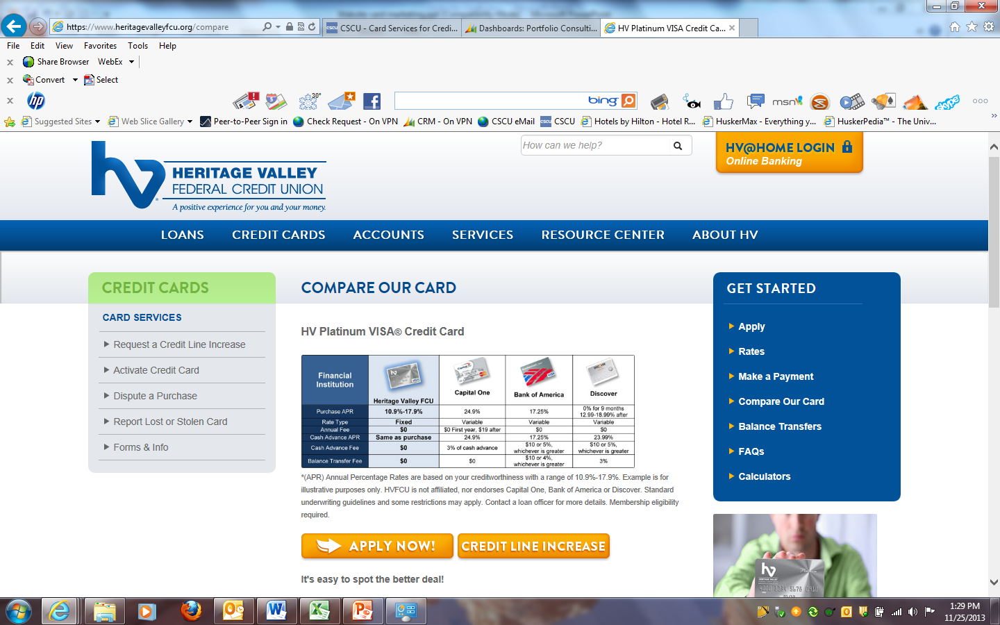 https://www.heritagevalleyfcu.org/compare
CSCU - Card Services for Credi...
Dashboards: Portfolio Consulti...
HV Platinum VISA Credit Ca...
File Edit View Favorites Tools Help
Share Browser WebEx
Convert Select
hp
30°
bing
msn
skype
Suggested Sites
Web Slice Gallery
Peer-to-Peer Sign in
Check Request - On VPN
CRM - On VPN
CSCU eMail
CSCU
Hotels by Hilton - Hotel R...
HuskerMax - Everything y...
HuskerPedia™ - The Univ...
hv
HERITAGE VALLEY
FEDERAL CREDIT UNION
A positive experience for you and your money.
How can we help?
HV@HOME LOGIN
Online Banking
LOANS CREDIT CARDS ACCOUNTS SERVICES RESOURCE CENTER ABOUT HV
CREDIT CARDS
CARD SERVICES
Request a Credit Line Increase
Activate Credit Card
Dispute a Purchase
Report Lost or Stolen Card
Forms & Info
COMPARE OUR CARD
HV Platinum VISA® Credit Card
Financial Institution Heritage Valley FCU Capital One Bank of America Discover
Purchase APR 10.9%-17.9% 24.9% 17.25% 0% for 9 months 12.99-18.99% after
Rate Type Fixed Variable Variable Variable
Annual Fee $0 $0 First year, $19 after $0 $0
Cash Advance APR Same as purchase 24.9% 17.25% 23.99%
Cash Advance Fee $0 3% of cash advance $10 or 5%, whichever is greater $10 or 5%, whichever is greater
Balance Transfer Fee $0 $0 $10 or 4%, whichever is greater 3%
*(APR) Annual Percentage Rates are based on your creditworthiness with a range of 10.9%-17.9%. Example is for
illustrative purposes only. HVFCU is not affiliated, nor endorses Capital One, Bank of America or Discover. Standard
underwriting guidelines and some restrictions may apply. Contact a loan officer for more details. Membership eligibility
required.
APPLY NOW!
CREDIT LINE INCREASE
It's easy to spot the better deal!
GET STARTED
Apply
Rates
Make a Payment
Compare Our Card
Balance Transfers
FAQs
Calculators
hv
HERITAGE VALLEY
Platinum
1:29 PM
11/25/2013